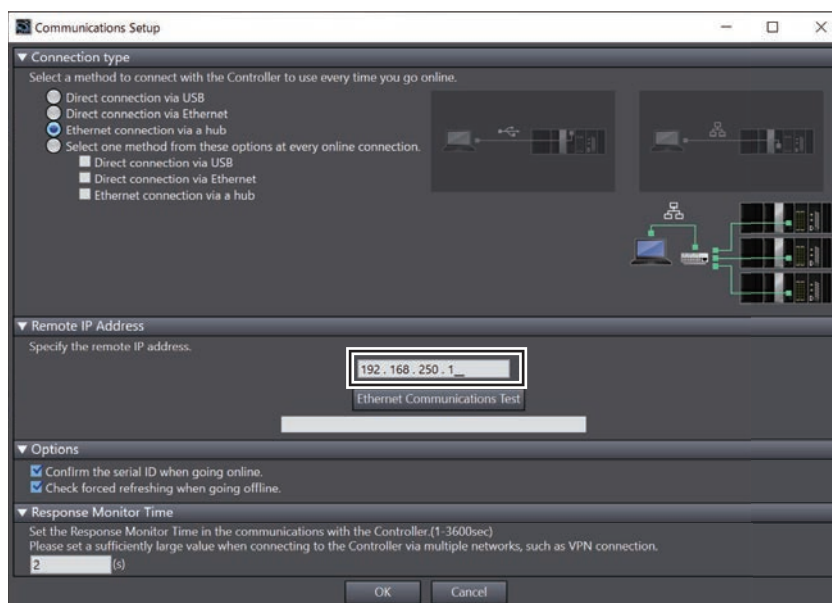 Communications Setup
▼ Connection type
Select a method to connect with the Controller to use every time you go online.
Direct connection via USB
Direct connection via Ethernet
Ethernet connection via a hub
Select one method from these options at every online connection.
Direct connection via USB
Direct connection via Ethernet
Ethernet connection via a hub
▼ Remote IP Address
Specify the remote IP address.
192 . 168 . 250 . 1__
Ethernet Communications Test
▼ Options
Confirm the serial ID when going online.
Check forced refreshing when going offline.
▼ Response Monitor Time
Set the Response Monitor Time in the communications with the Controller.(1-3600sec)
Please set a sufficiently large value when connecting to the Controller via multiple networks, such as VPN connection.
2 (s)
OK Cancel